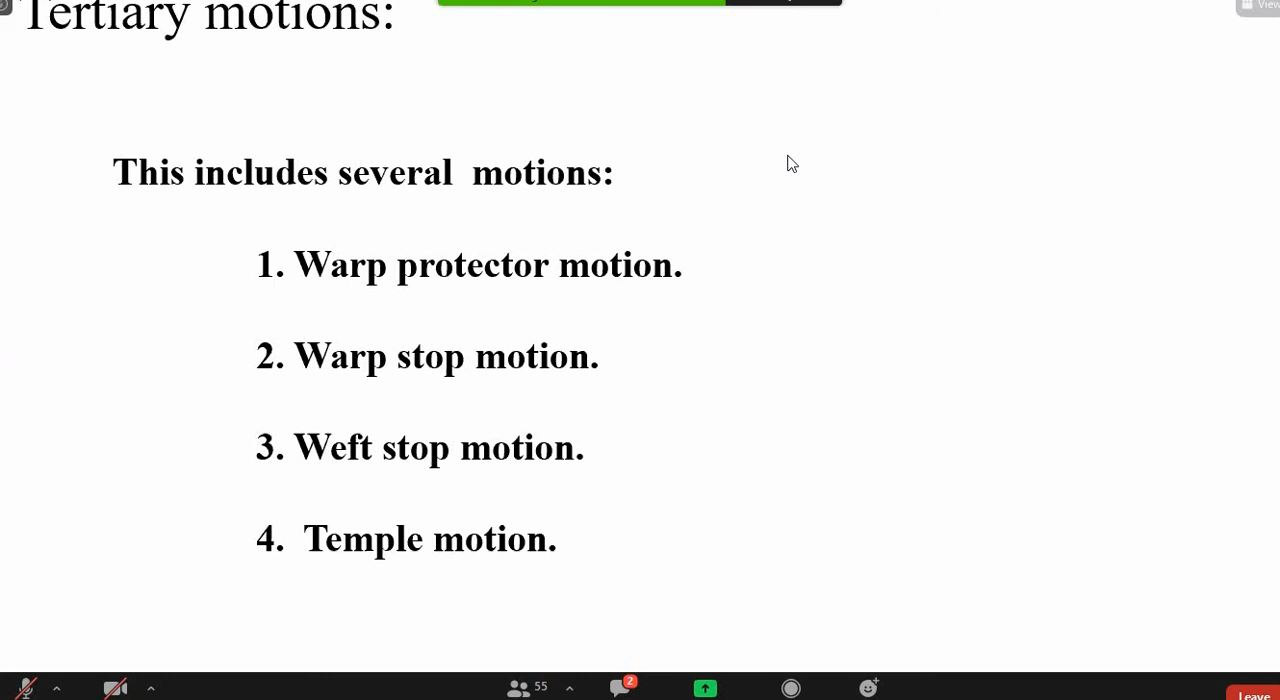 Tertiary motions:
View
This includes several motions:
1. Warp protector motion.
2. Warp stop motion.
3. Weft stop motion.
4. Temple motion.
55
2
Leave